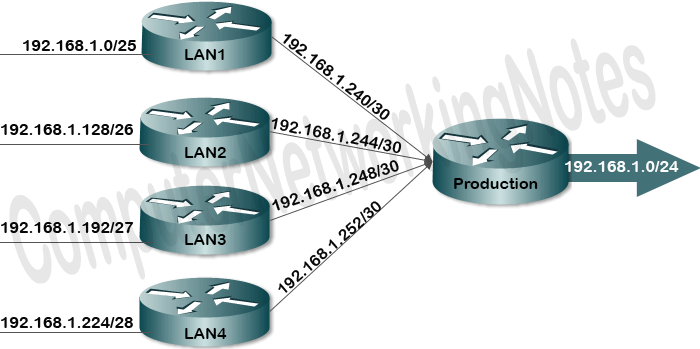 192.168.1.0/25
LAN1
192.168.1.240/30
192.168.1.128/26
LAN2
192.168.1.244/30
192.168.1.248/30
192.168.1.192/27
LAN3
192.168.1.252/30
192.168.1.224/28
LAN4
Production
192.168.1.0/24
ComputerNetworkingNotes